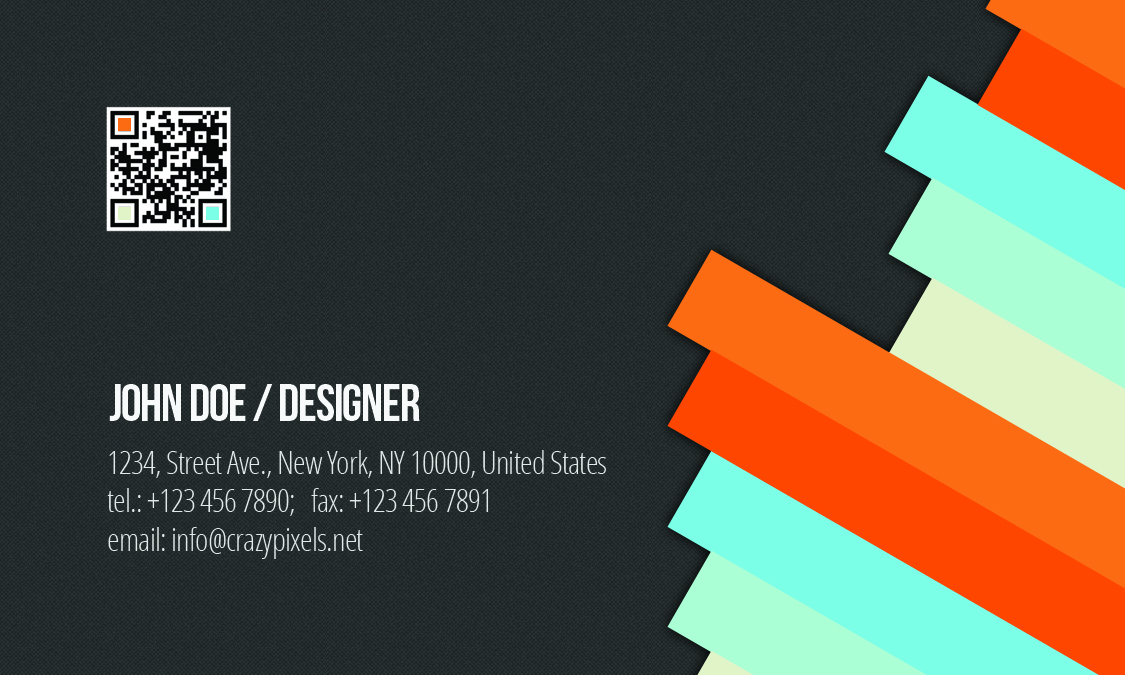 JOHN DOE / DESIGNER
1234, Street Ave., New York, NY 10000, United States
tel.: +123 456 7890;   fax: +123 456 7891
email: info@crazypixels.net